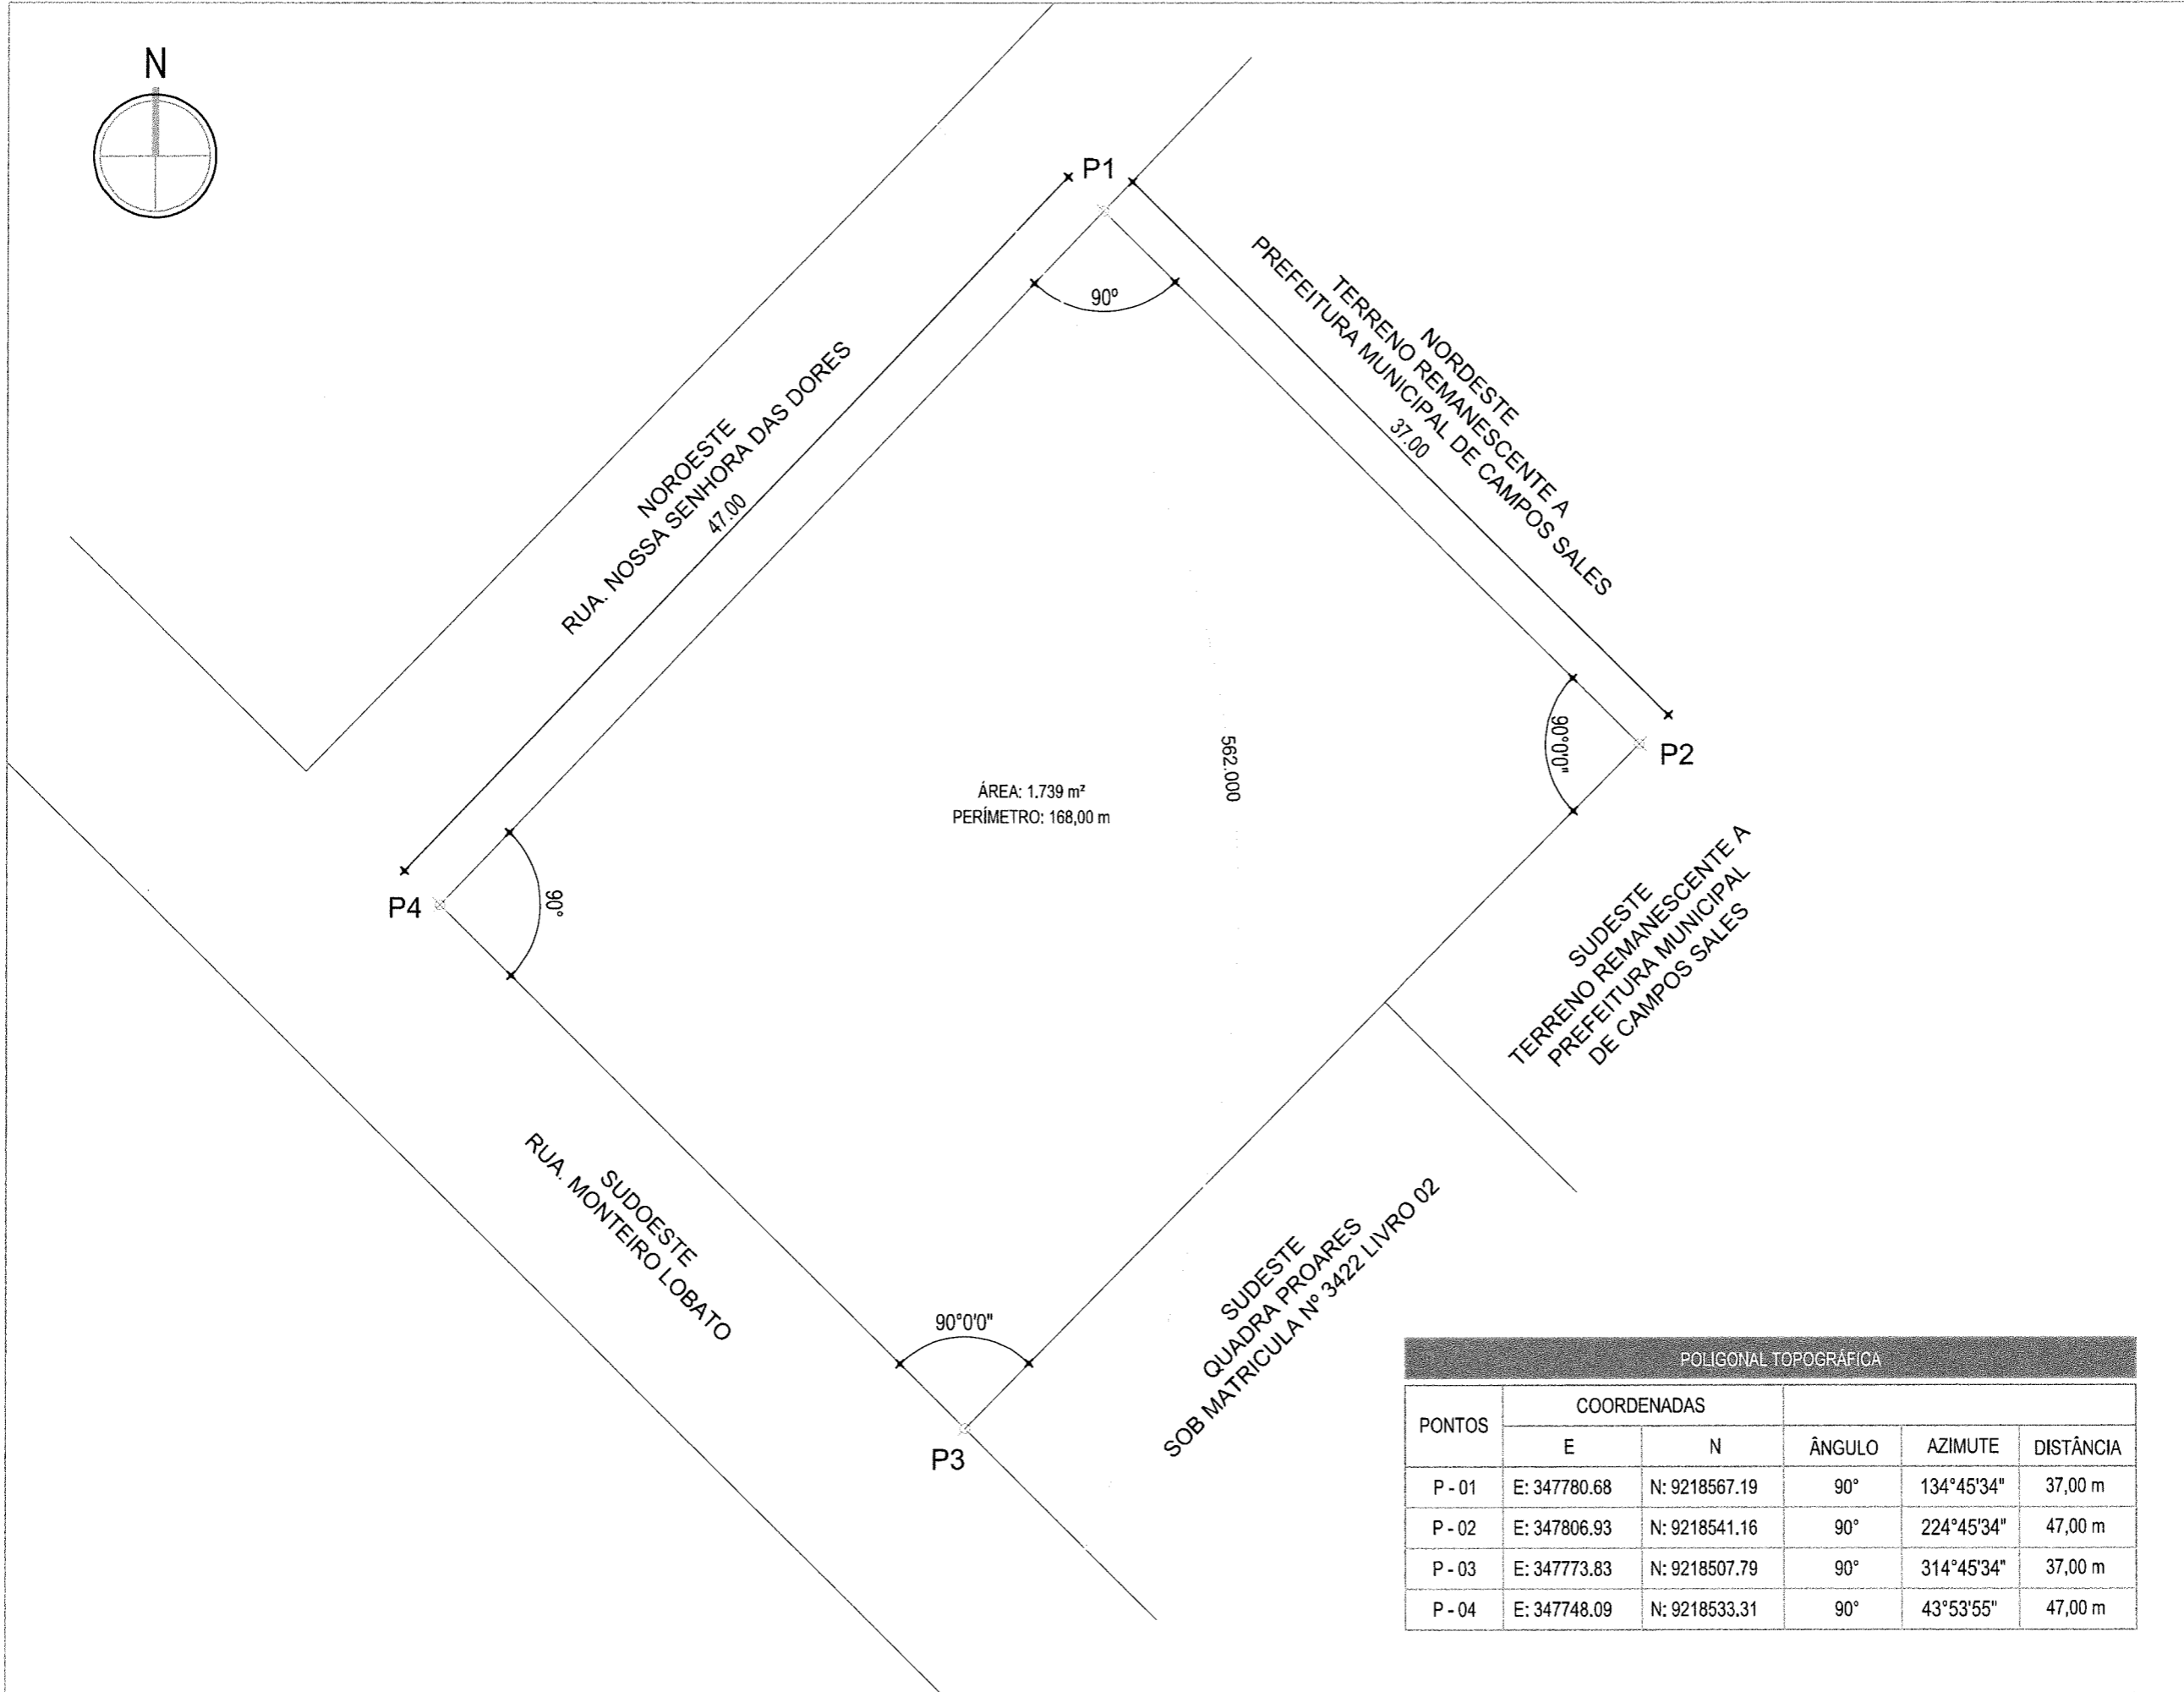 N
P1
90°
NOROESTE
RUA. NOSSA SENHORA DAS DORES
47.00
NORDESTE
TERRENO REMANESCENTE A
PREFEITURA MUNICIPAL DE CAMPOS SALES
37.00
90°0'0"
P2
562.000
ÁREA: 1.739 m²
PERÍMETRO: 168,00 m
P4
90°
SUDESTE
TERRENO REMANESCENTE A
PREFEITURA MUNICIPAL
DE CAMPOS SALES
SUDOESTE
RUA. MONTEIRO LOBATO
SUDESTE
QUADRA PROARES
SOB MATRICULA Nº 3422 LIVRO 02
90°0'0"
P3
POLIGONAL TOPOGRÁFICA
PONTOS COORDENADAS
E N ÂNGULO AZIMUTE DISTÂNCIA
P - 01 E: 347780.68 N: 9218567.19 90° 134°45'34" 37,00 m
P - 02 E: 347806.93 N: 9218541.16 90° 224°45'34" 47,00 m
P - 03 E: 347773.83 N: 9218507.79 90° 314°45'34" 37,00 m
P - 04 E: 347748.09 N: 9218533.31 90° 43°53'55" 47,00 m